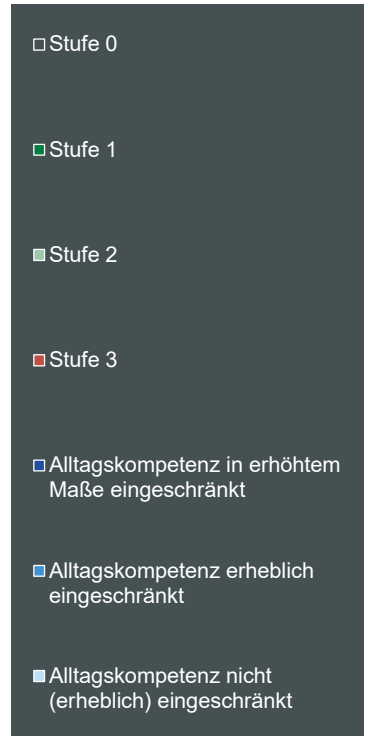 Stufe 0
Stufe 1
Stufe 2
Stufe 3
Alltagskompetenz in erhöhtem
Maße eingeschränkt
Alltagskompetenz erheblich
eingeschränkt
Alltagskompetenz nicht
(erheblich) eingeschränkt